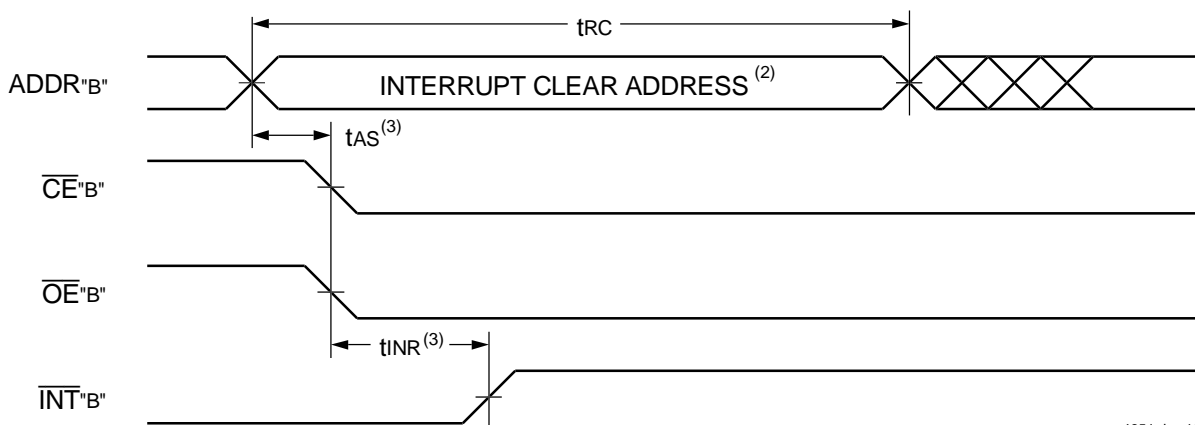 tRC
ADDR"B"
INTERRUPT CLEAR ADDRESS (2)
tAS(3)
CE"B"
OE"B"
tINR(3)
INT"B"